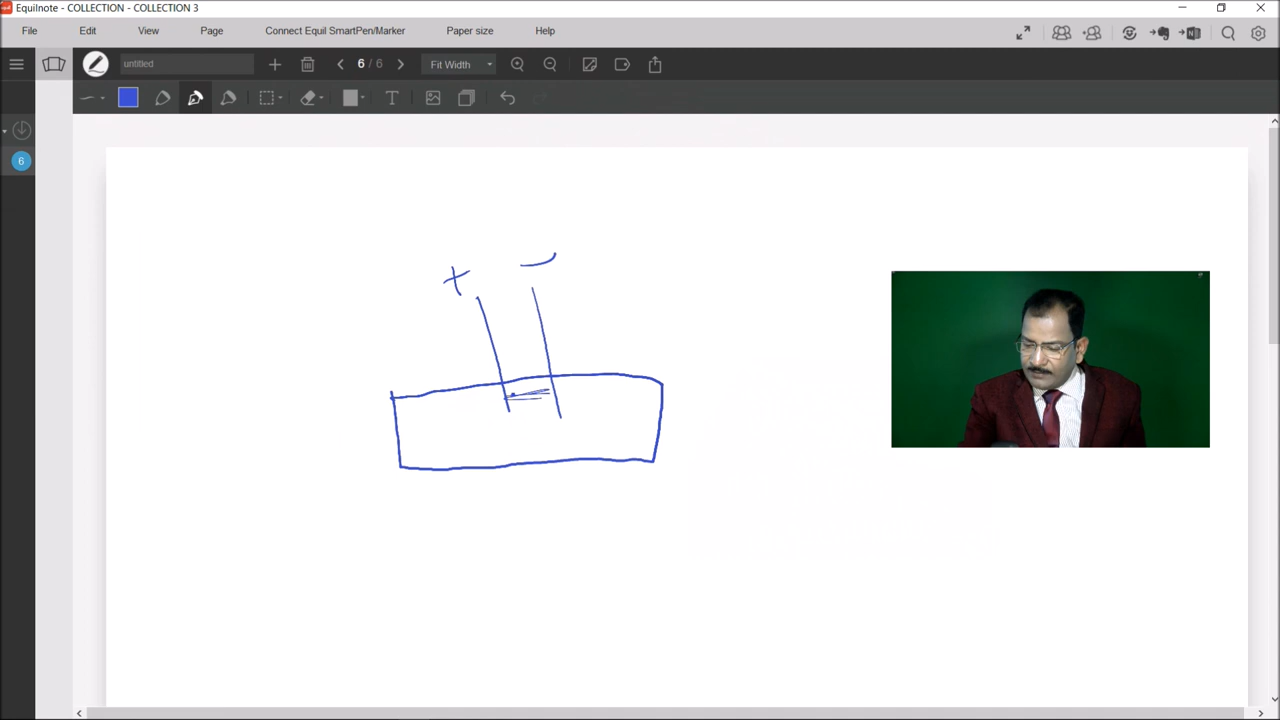 Equilnote - COLLECTION - COLLECTION 3
File Edit View Page Connect Equil SmartPen/Marker Paper size Help
untitled 6 / 6 Fit Width
T
6
+ -